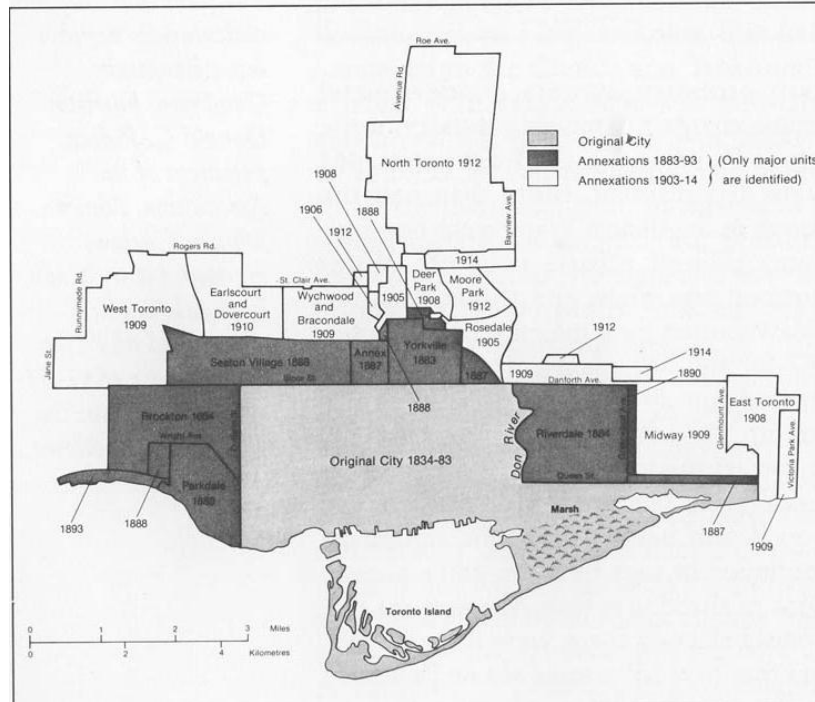 Roe Ave.
Avenue Rd.
North Toronto 1912
Bayview Ave.
Original City
Annexations 1883-93
Annexations 1903-14
(Only major units
are identified)
1908
1906
1912
1888
1914
Rogers Rd.
St. Clair Ave.
Runnymede Rd.
Jane St.
West Toronto
1909
Earlscourt
and
Dovercourt
1910
Wychwood
and
Bracondale
1909
1905
Deer
Park
1908
Moore
Park
1912
Rosedale
1905
1912
1914
1890
1909
Danforth Ave.
Seaton Village 1888
Bloor St.
Annex
1887
Yorkville
1883
1887
1888
Brockton 1884
Wright Ave.
Parkdale
1889
1893
1888
Original City 1834-83
Don River
Riverdale 1884
Queen St.
Midway 1909
Glenmount Ave.
East Toronto
1908
Victoria Park Ave.
1887
1909
Marsh
Toronto Island
0 1 2 3 Miles
0 2 4 Kilometres